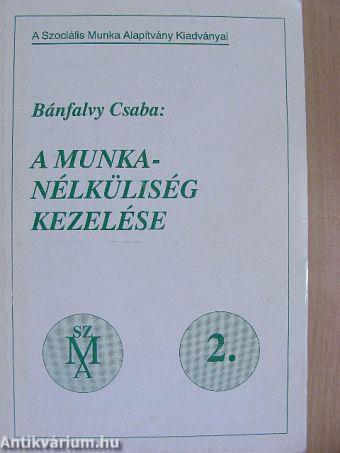 A Szociális Munka Alapítvány Kiadványai
Bánfalvy Csaba:
A MUNKA-
NÉLKÜLISÉG
KEZELÉSE
SZ
M
A
2.
Antikvárium.hu